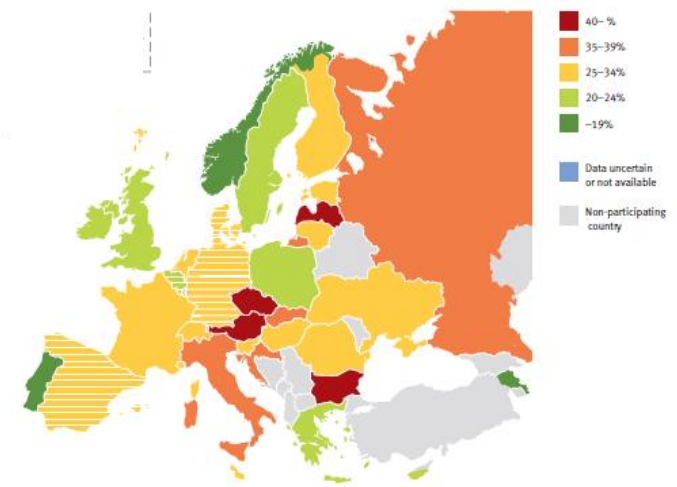 40– %
35–39%
25–34%
20–24%
–19%
Data uncertain
or not available
Non-participating
country